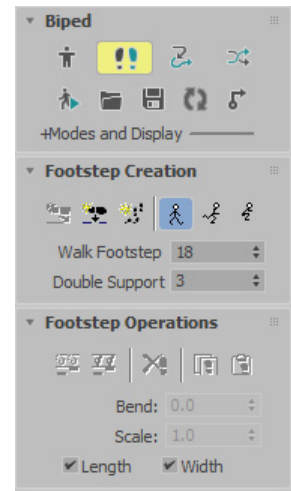 Biped
+Modes and Display
Footstep Creation
Walk Footstep 18
Double Support 3
Footstep Operations
Bend: 0.0
Scale: 1.0
Length Width